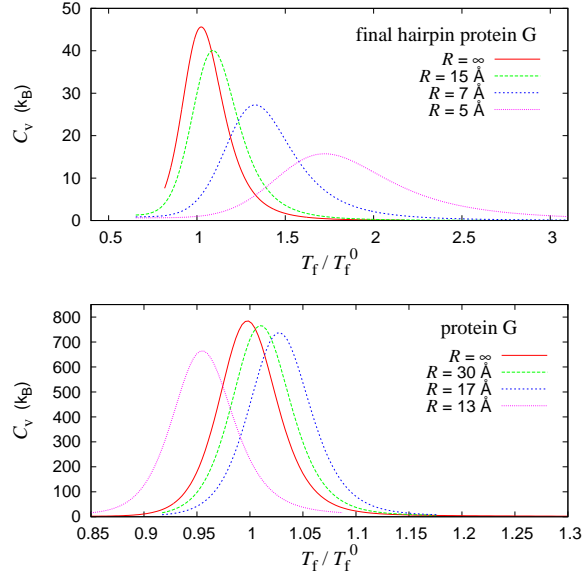 50
40
30
20
10
0
C_v (k_B)
final hairpin protein G
R = ∞
R = 15 Å
R = 7 Å
R = 5 Å
0.5 1 1.5 2 2.5 3
T_f / T_f^0
800
700
600
500
400
300
200
100
0
C_v (k_B)
protein G
R = ∞
R = 30 Å
R = 17 Å
R = 13 Å
0.85 0.9 0.95 1 1.05 1.1 1.15 1.2 1.25 1.3
T_f / T_f^0